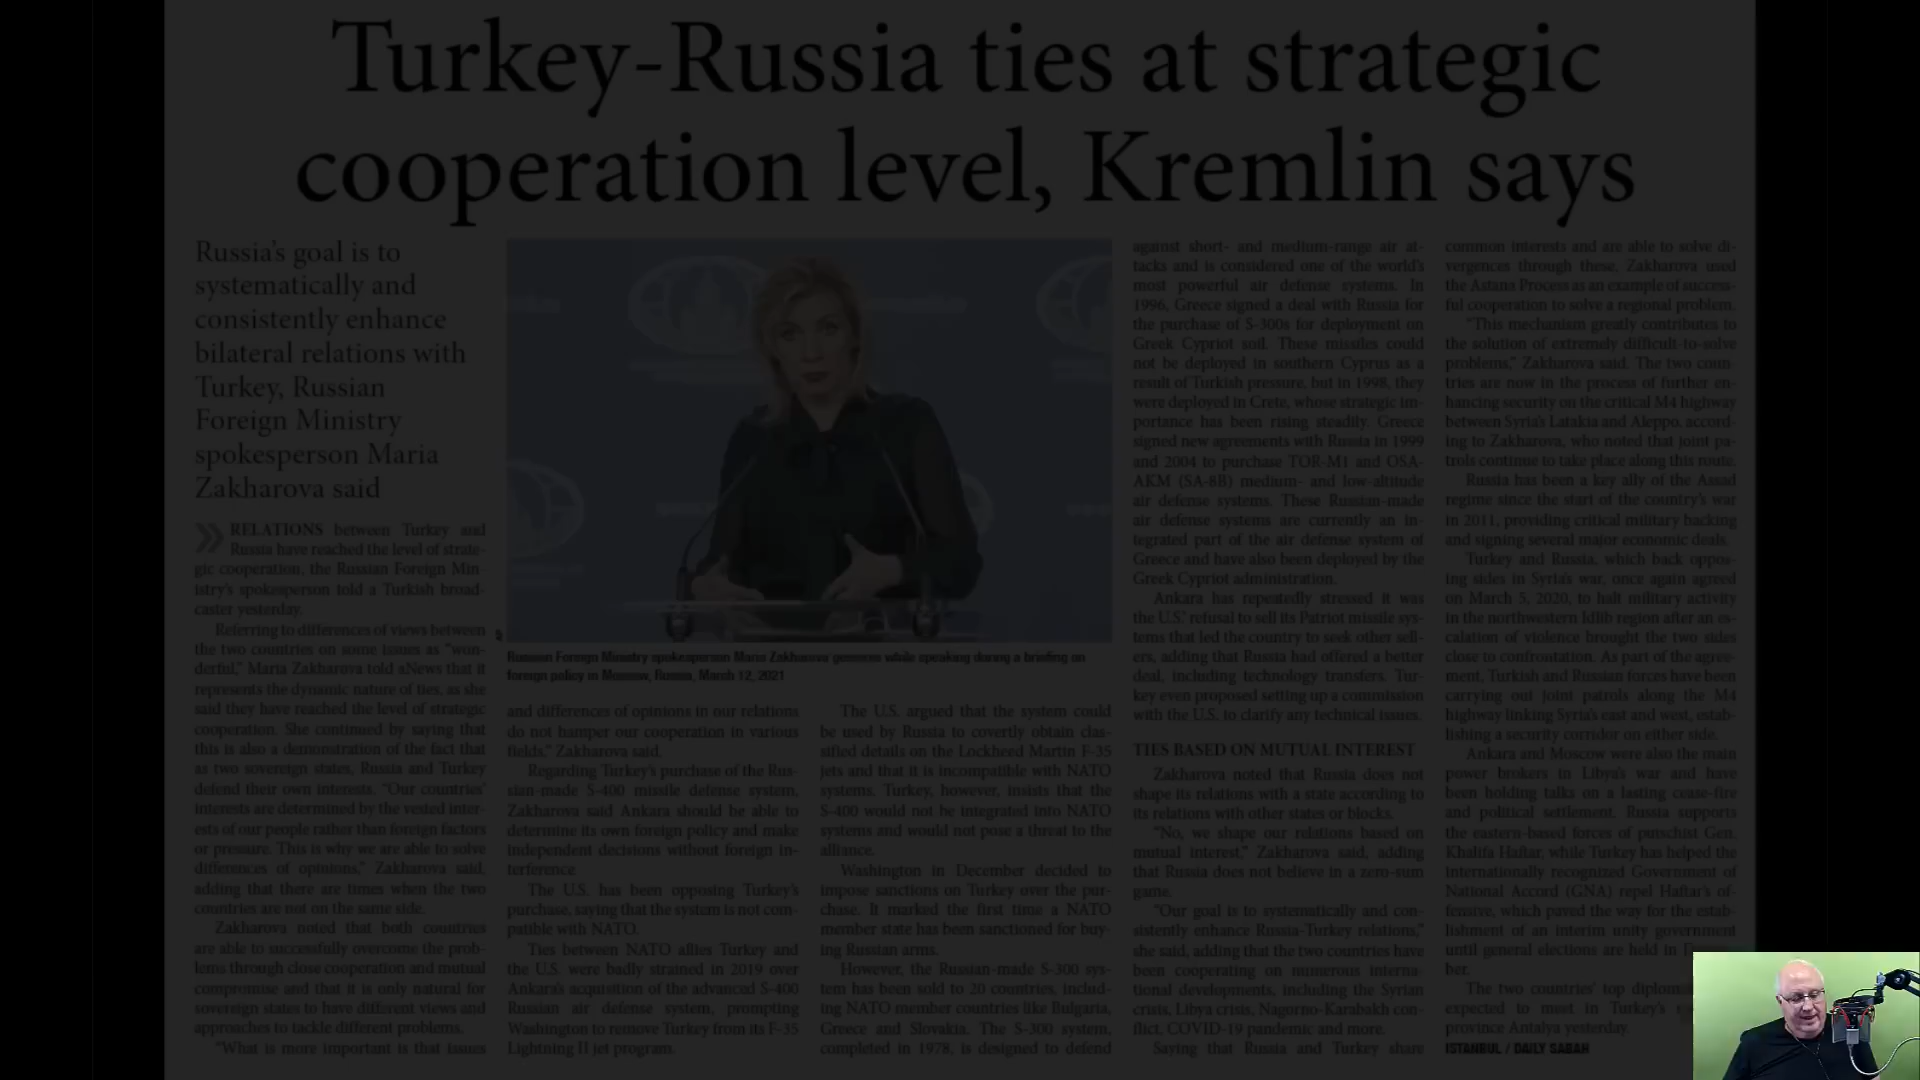 Turkey-Russia ties at strategic
cooperation level, Kremlin says
Russia's goal is to
systematically and
consistently enhance
bilateral relations with
Turkey, Russian
Foreign Ministry
spokesperson Maria
Zakharova said
RELATIONS between Turkey and
Russia have reached the level of strate-
gic cooperation, the Russian Foreign Min-
istry's spokesperson told a Turkish broad-
caster yesterday.
Referring to differences of views between
the two countries on some issues as "won-
derful," Maria Zakharova told aNews that it
represents the dynamic nature of ties, as she
said they have reached the level of strategic
cooperation. She continued by saying that
this is also a demonstration of the fact that
as two sovereign states, Russia and Turkey
defend their own interests. "Our countries'
interests are determined by the vested inter-
ests of our people rather than foreign factors
or pressure. This is why we are able to solve
differences of opinions," Zakharova said,
adding that there are times when the two
countries are not on the same side.
Zakharova noted that both countries
are able to successfully overcome the prob-
lems through close cooperation and mutual
compromise and that it is only natural for
sovereign states to have different views and
approaches to tackle different problems.
"What is more important is that issues
Russian Foreign Ministry spokesperson Maria Zakharova gestures while speaking during a briefing on
foreign policy in Moscow, Russia, March 12, 2021
and differences of opinions in our relations
do not hamper our cooperation in various
fields," Zakharova said.
Regarding Turkey's purchase of the Rus-
sian-made S-400 missile defense system,
Zakharova said Ankara should be able to
determine its own foreign policy and make
independent decisions without foreign in-
terference
The U.S. has been opposing Turkey's
purchase, saying that the system is not com-
patible with NATO.
Ties between NATO allies Turkey and
the U.S. were badly strained in 2019 over
Ankara's acquisition of the advanced S-400
Russian air defense system, prompting
Washington to remove Turkey from its F-35
Lightning II jet program.
The U.S. argued that the system could
be used by Russia to covertly obtain clas-
sified details on the Lockheed Martin F-35
jets and that it is incompatible with NATO
systems. Turkey, however, insists that the
S-400 would not be integrated into NATO
systems and would not pose a threat to the
alliance.
Washington in December decided to
impose sanctions on Turkey over the pur-
chase. It marked the first time a NATO
member state has been sanctioned for buy-
ing Russian arms.
However, the Russian-made S-300 sys-
tem has been sold to 20 countries, includ-
ing NATO member countries like Bulgaria,
Greece and Slovakia. The S-300 system,
completed in 1978, is designed to defend
against short- and medium-range air at-
tacks and is considered one of the world's
most powerful air defense systems. In
1996, Greece signed a deal with Russia for
the purchase of S-300s for deployment on
Greek Cypriot soil. These missiles could
not be deployed in southern Cyprus as a
result of Turkish pressure, but in 1998, they
were deployed in Crete, whose strategic im-
portance has been rising steadily. Greece
signed new agreements with Russia in 1999
and 2004 to purchase TOR-M1 and OSA-
AKM (SA-8B) medium- and low-altitude
air defense systems. These Russian-made
air defense systems are currently an in-
tegrated part of the air defense system of
Greece and have also been deployed by the
Greek Cypriot administration.
Ankara has repeatedly stressed it was
the U.S.' refusal to sell its Patriot missile sys-
tems that led the country to seek other sell-
ers, adding that Russia had offered a better
deal, including technology transfers. Tur-
key even proposed setting up a commission
with the U.S. to clarify any technical issues.
TIES BASED ON MUTUAL INTEREST
Zakharova noted that Russia does not
shape its relations with a state according to
its relations with other states or blocks.
"No, we shape our relations based on
mutual interest," Zakharova said, adding
that Russia does not believe in a zero-sum
game.
"Our goal is to systematically and con-
sistently enhance Russia-Turkey relations,"
she said, adding that the two countries have
been cooperating on numerous interna-
tional developments, including the Syrian
crisis, Libya crisis, Nagorno-Karabakh con-
flict, COVID-19 pandemic and more.
Saying that Russia and Turkey share
common interests and are able to solve di-
vergences through these, Zakharova used
the Astana Process as an example of success-
ful cooperation to solve a regional problem.
"This mechanism greatly contributes to
the solution of extremely difficult-to-solve
problems," Zakharova said. The two coun-
tries are now in the process of further en-
hancing security on the critical M4 highway
between Syria's Latakia and Aleppo, accord-
ing to Zakharova, who noted that joint pa-
trols continue to take place along this route.
Russia has been a key ally of the Assad
regime since the start of the country's war
in 2011, providing critical military backing
and signing several major economic deals.
Turkey and Russia, which back oppos-
ing sides in Syria's war, once again agreed
on March 5, 2020, to halt military activity
in the northwestern Idlib region after an es-
calation of violence brought the two sides
close to confrontation. As part of the agree-
ment, Turkish and Russian forces have been
carrying out joint patrols along the M4
highway linking Syria's east and west, estab-
lishing a security corridor on either side.
Ankara and Moscow were also the main
power brokers in Libya's war and have
been holding talks on a lasting cease-fire
and political settlement. Russia supports
the eastern-based forces of putschist Gen.
Khalifa Haftar, while Turkey has helped the
internationally recognized Government of
National Accord (GNA) repel Haftar's of-
fensive, which paved the way for the estab-
lishment of an interim unity government
until general elections are held in
ber.
The two countries' top
expected to meet in Turkey's
province Antalya yesterday.
ISTANBUL / DAILY SABAH